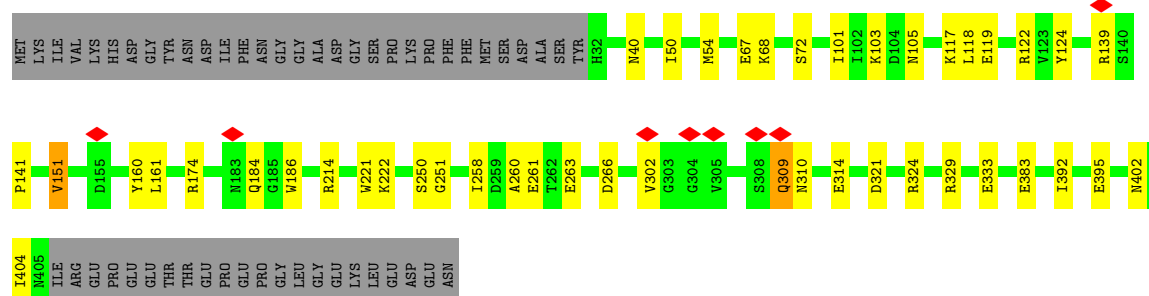 MET LYS ILE VAL LYS HIS ASP GLY TYR ASN ASP ILE PHE ASN GLY GLY ALA ASP GLY SER PRO LYS PRO PHE PHE MET SER ASP ALA SER TYR H32 N40 I50 M54 E67 K68 S72 I101 I102 K103 D104 N105 K117 L118 E119 R122 V123 Y124 R139 S140
P141 V151 D155 Y160 L161 R174 N183 Q184 G185 W186 R214 W221 K222 S250 G251 I258 D259 A260 E261 T262 E263 D266 V302 G303 G304 V305 S308 Q309 N310 E314 D321 R324 R329 E333 E383 I392 E395 N402
I404 N405 ILE ARG GLU PRO GLU GLU THR THR GLU PRO GLU PRO GLY LEU GLY GLU LYS LEU GLU ASP GLU ASN